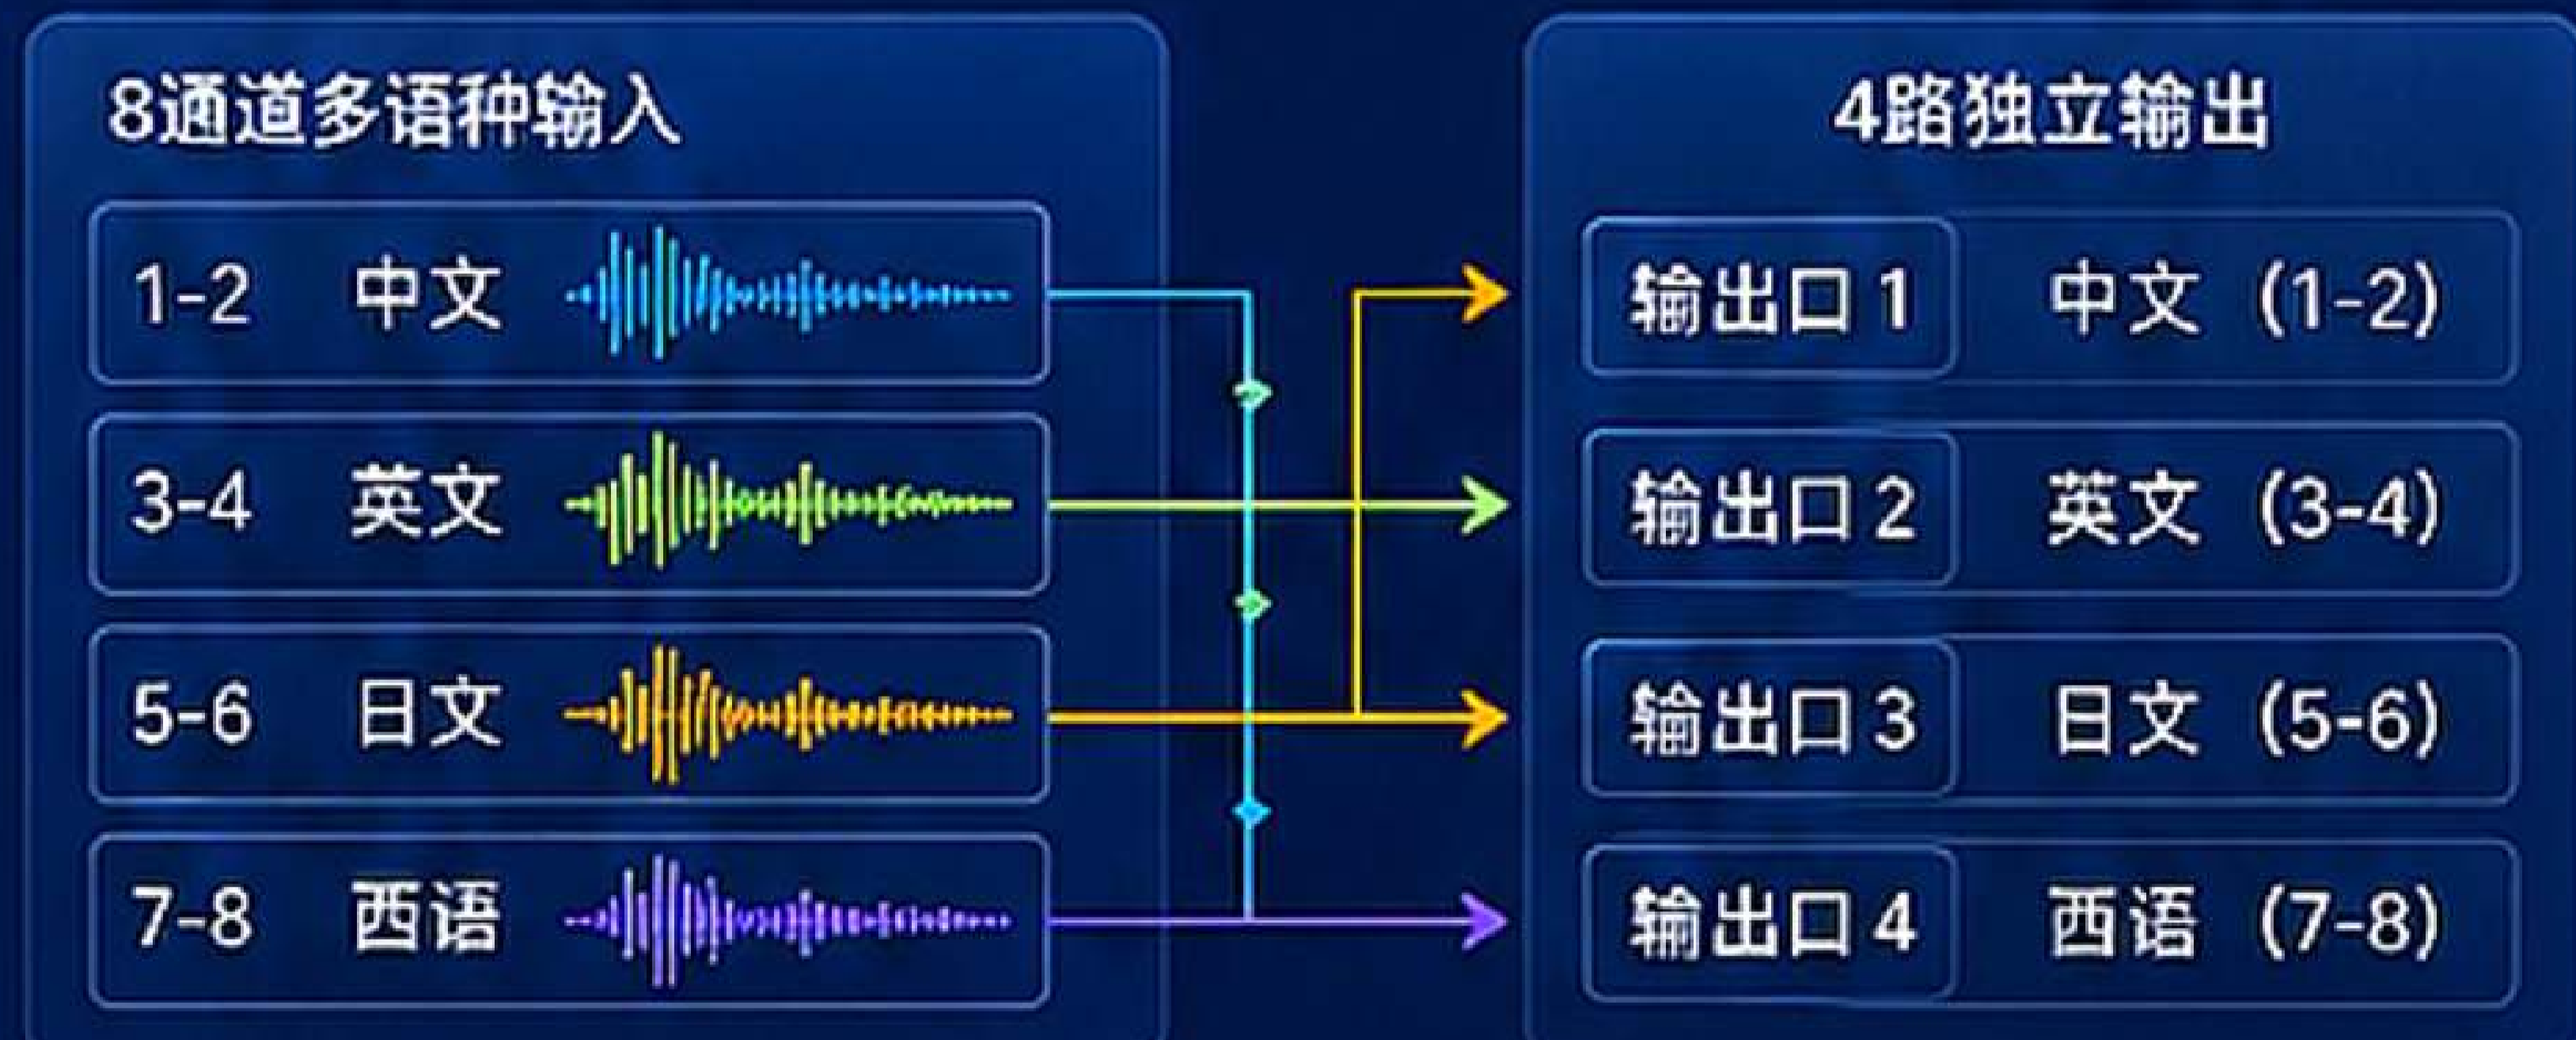 8通道多语种输入
1-2 中文
3-4 英文
5-6 日文
7-8 西语
4路独立输出
输出口 1 中文 (1-2)
输出口 2 英文 (3-4)
输出口 3 日文 (5-6)
输出口 4 西语 (7-8)